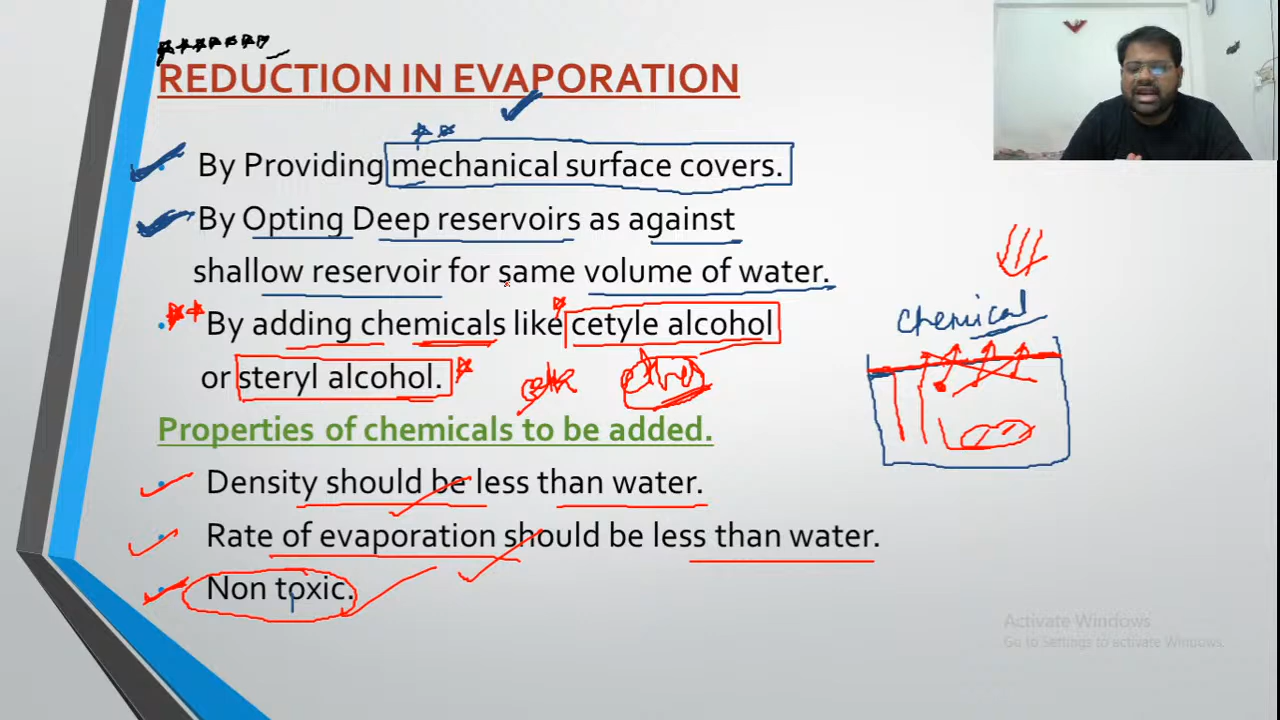 REDUCTION IN EVAPORATION
By Providing mechanical surface covers.
By Opting Deep reservoirs as against
shallow reservoir for same volume of water.
By adding chemicals like cetyle alcohol
or steryl alcohol.
chemical
Properties of chemicals to be added.
Density should be less than water.
Rate of evaporation should be less than water.
Non toxic.
Activate Windows
Go to Settings to activate Windows.